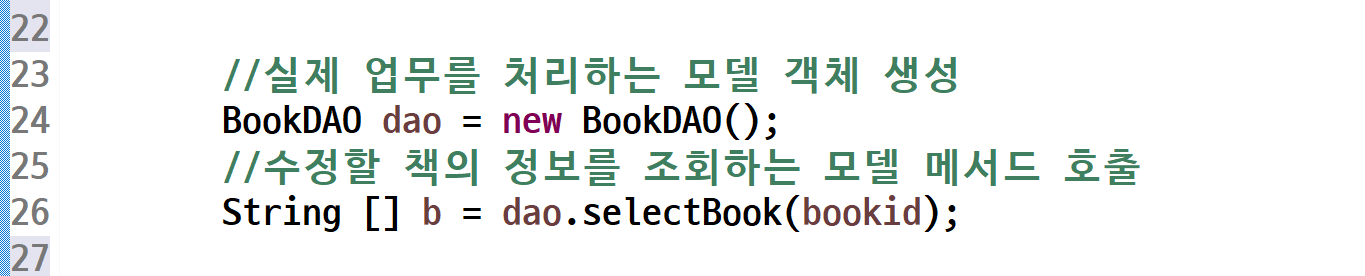 22
23 //실제 업무를 처리하는 모델 객체 생성
24 BookDAO dao = new BookDAO();
25 //수정할 책의 정보를 조회하는 모델 메서드 호출
26 String [] b = dao.selectBook(bookid);
27